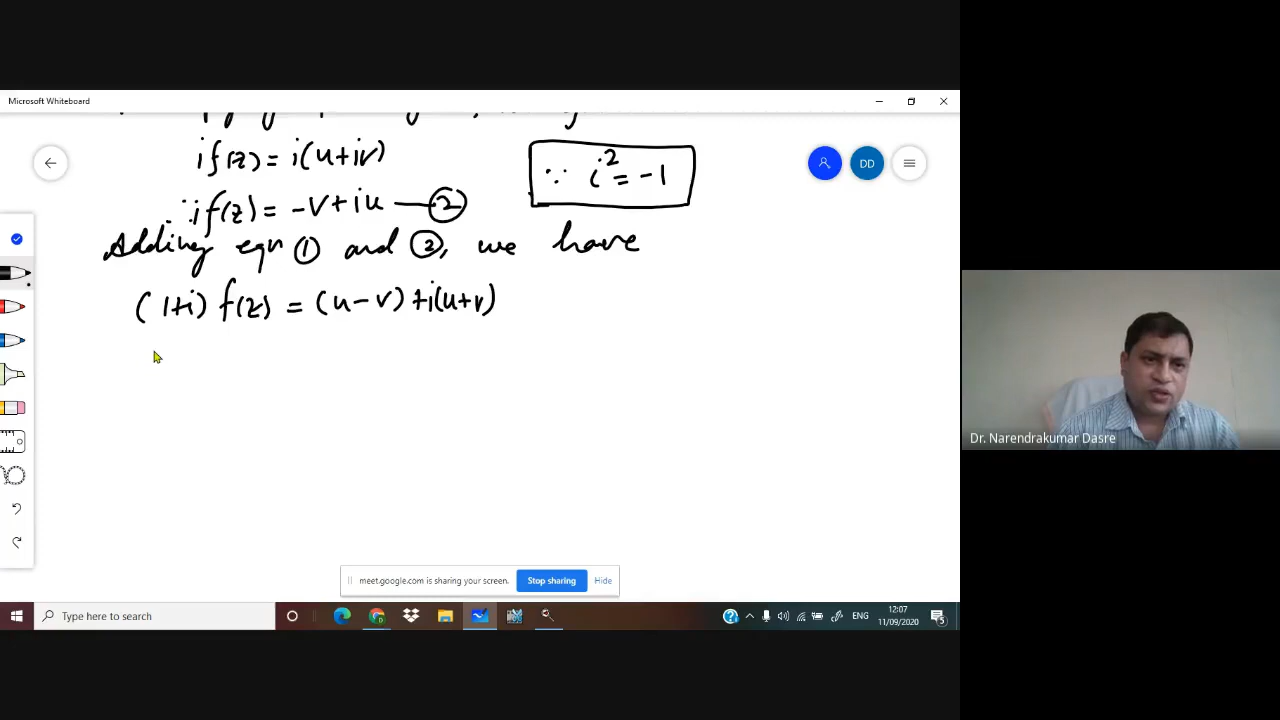 Microsoft Whiteboard
i f(z) = i(u+iv)
∵ i² = -1
∴ i f(z) = -v + iu — ②
DD
Adding eqn ① and ②, we have
(1+i) f(z) = (u-v) + i(u+v)
Dr. Narendrakumar Dasre
meet.google.com is sharing your screen.
Stop sharing
Hide
Type here to search
ENG
12:07
11/09/2020
5